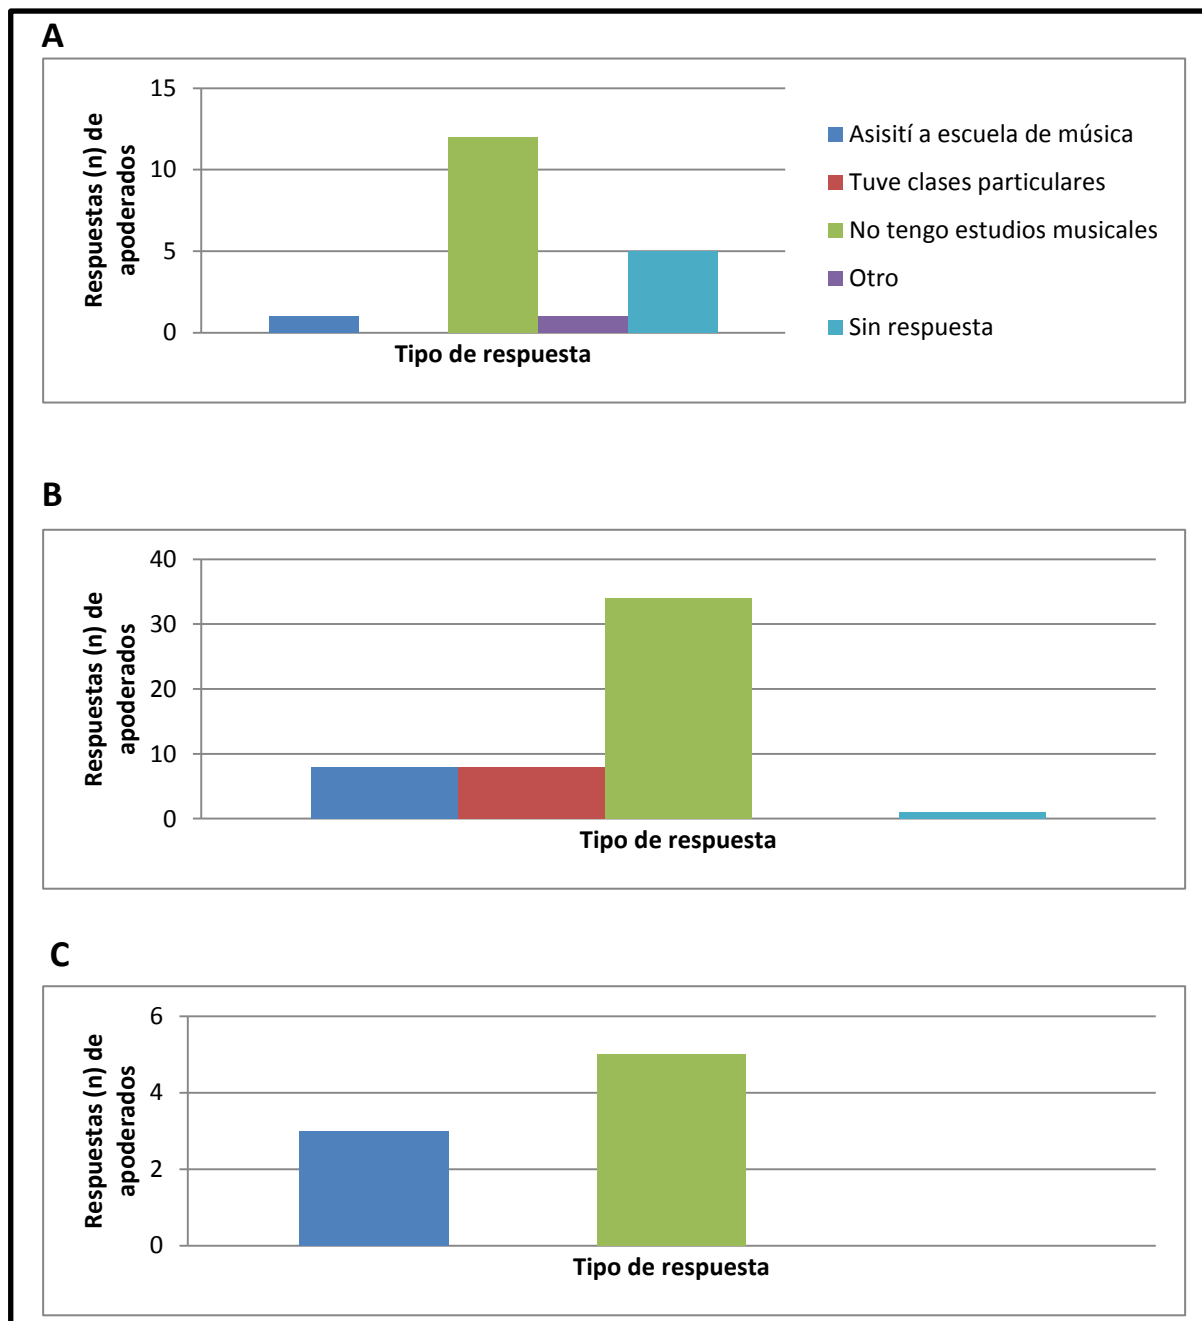 A
Respuestas (n) de
apoderados
15
10
5
0
Tipo de respuesta
Asisití a escuela de música
Tuve clases particulares
No tengo estudios musicales
Otro
Sin respuesta
B
Respuestas (n) de
apoderados
40
30
20
10
0
Tipo de respuesta
C
Respuestas (n) de
apoderados
6
4
2
0
Tipo de respuesta